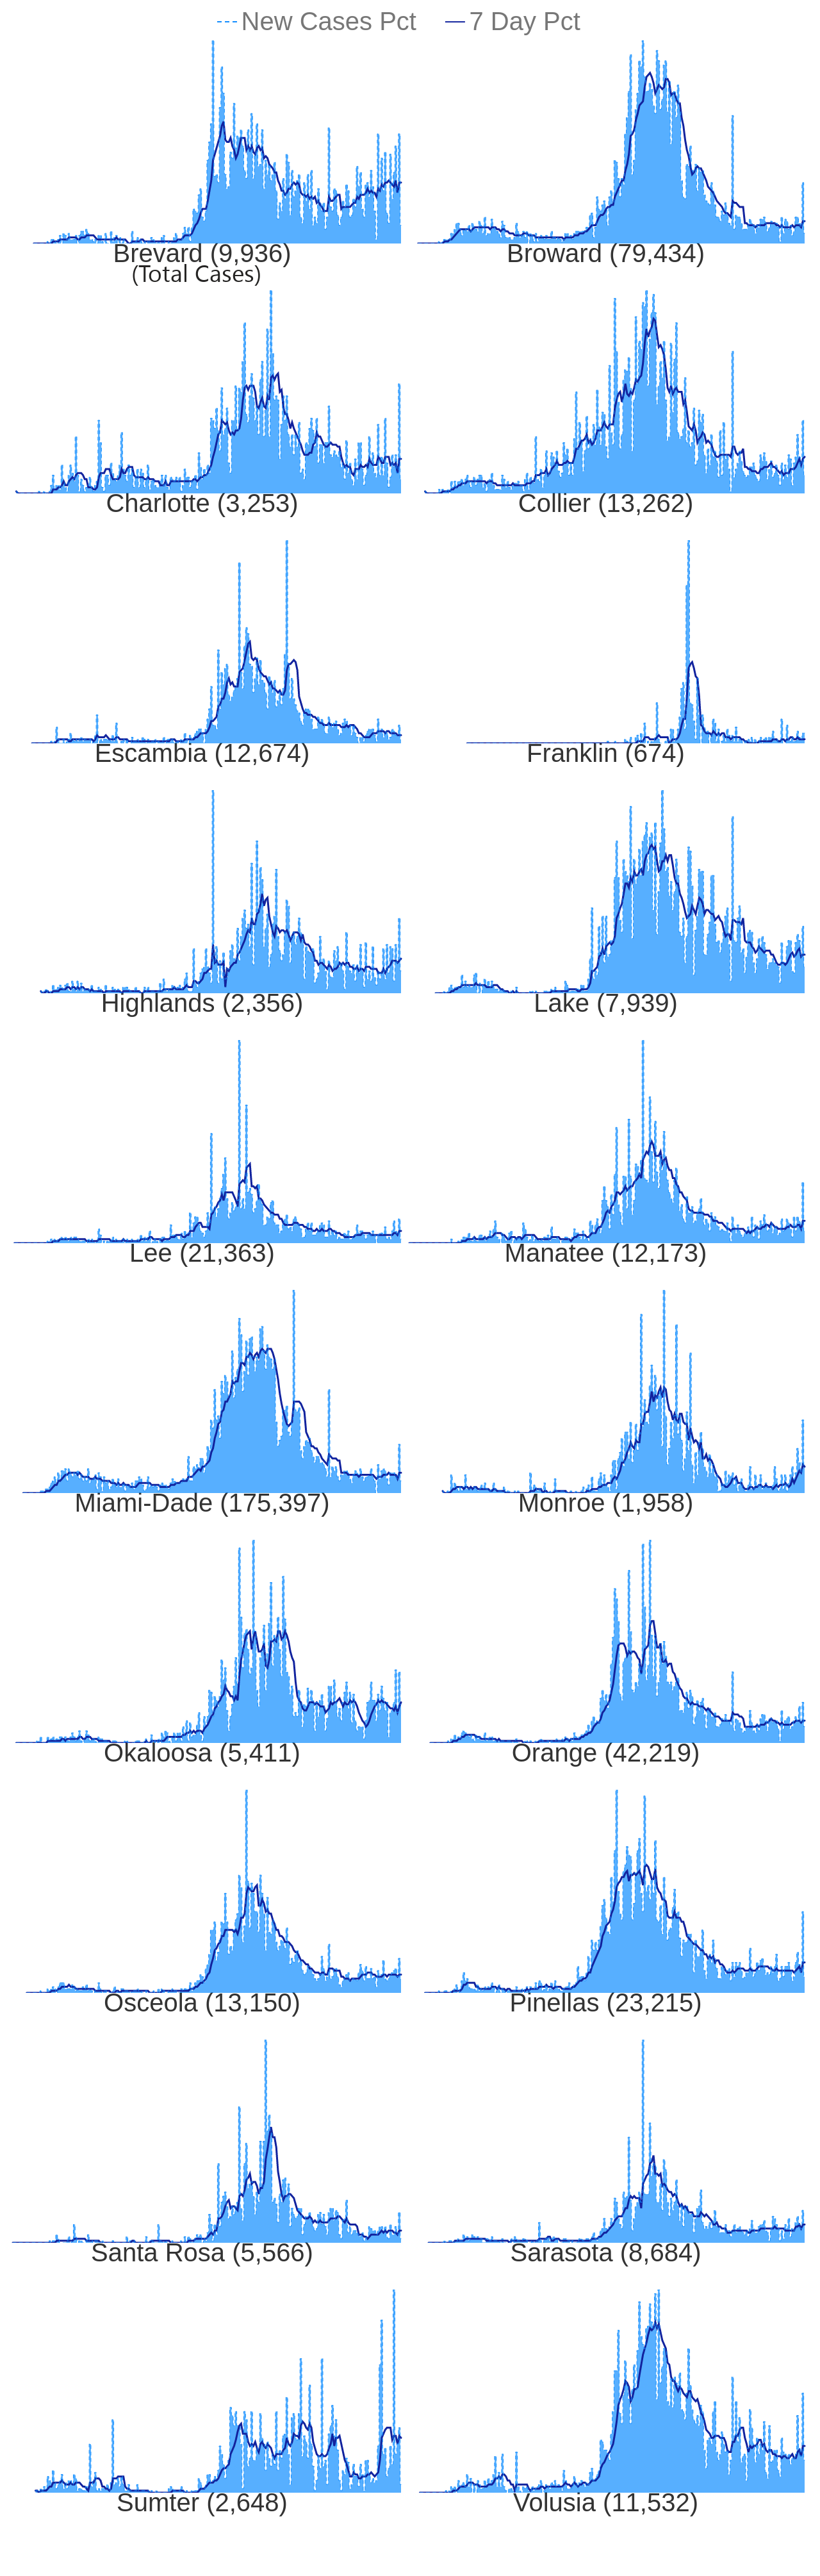 New Cases Pct 7 Day Pct
Brevard (9,936) Broward (79,434)
(Total Cases)
Charlotte (3,253) Collier (13,262)
Escambia (12,674) Franklin (674)
Highlands (2,356) Lake (7,939)
Lee (21,363) Manatee (12,173)
Miami-Dade (175,397) Monroe (1,958)
Okaloosa (5,411) Orange (42,219)
Osceola (13,150) Pinellas (23,215)
Santa Rosa (5,566) Sarasota (8,684)
Sumter (2,648) Volusia (11,532)